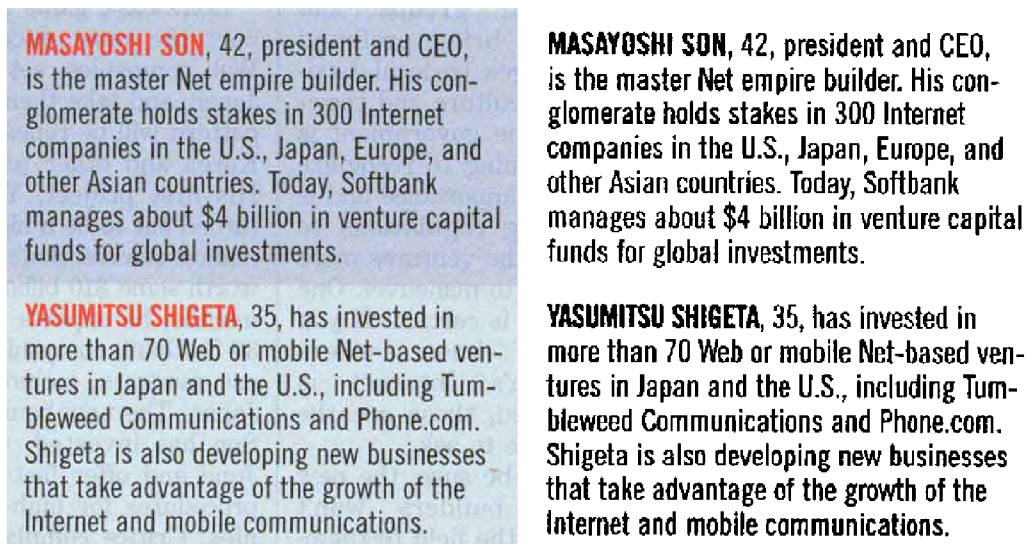 MASAYOSHI SON, 42, president and CEO,
is the master Net empire builder. His con-
glomerate holds stakes in 300 Internet
companies in the U.S., Japan, Europe, and
other Asian countries. Today, Softbank
manages about $4 billion in venture capital
funds for global investments.
YASUMITSU SHIGETA, 35, has invested in
more than 70 Web or mobile Net-based ven-
tures in Japan and the U.S., including Tum-
bleweed Communications and Phone.com.
Shigeta is also developing new businesses
that take advantage of the growth of the
Internet and mobile communications.
MASAYOSHI SON, 42, president and CEO,
is the master Net empire builder. His con-
glomerate holds stakes in 300 Internet
companies in the U.S., Japan, Europe, and
other Asian countries. Today, Softbank
manages about $4 billion in venture capital
funds for global investments.
YASUMITSU SHIGETA, 35, has invested in
more than 70 Web or mobile Net-based ven-
tures in Japan and the U.S., including Tum-
bleweed Communications and Phone.com.
Shigeta is also developing new businesses
that take advantage of the growth of the
Internet and mobile communications.